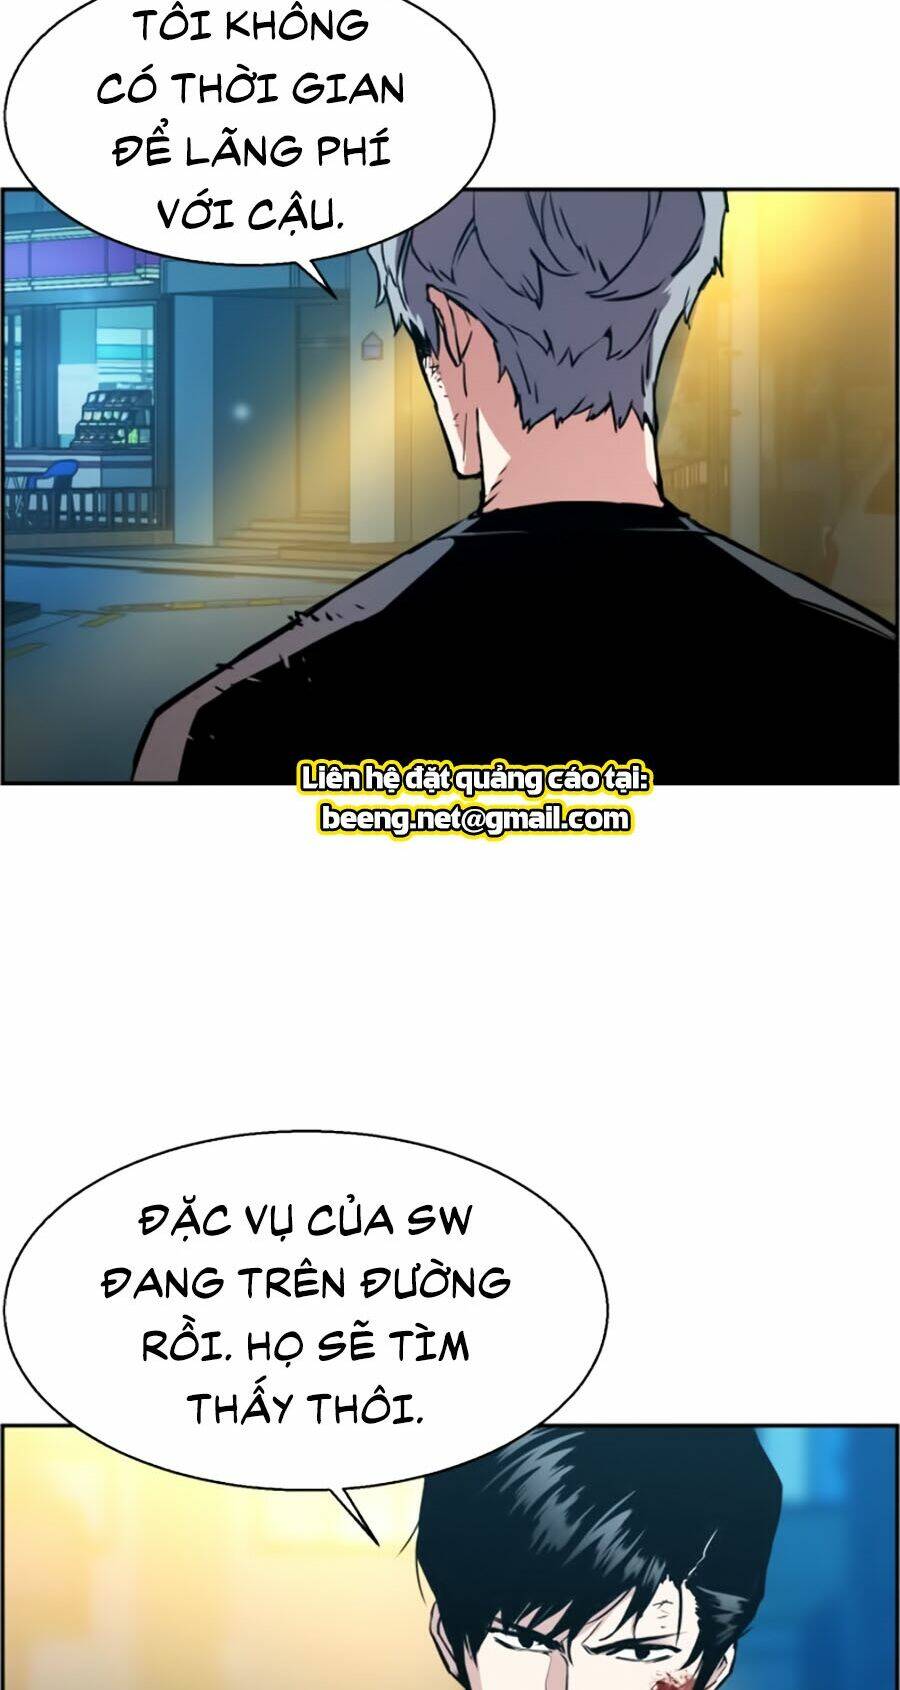 TÔI KHÔNG
CÓ THỜI GIAN
ĐỂ LÃNG PHÍ
VỚI CẬU.
Liên hệ đặt quảng cáo tại:
beeng.net@gmail.com
ĐẶC VỤ CỦA SW
ĐANG TRÊN ĐƯỜNG
RỒI. HỌ SẼ TÌM
THẤY THÔI.